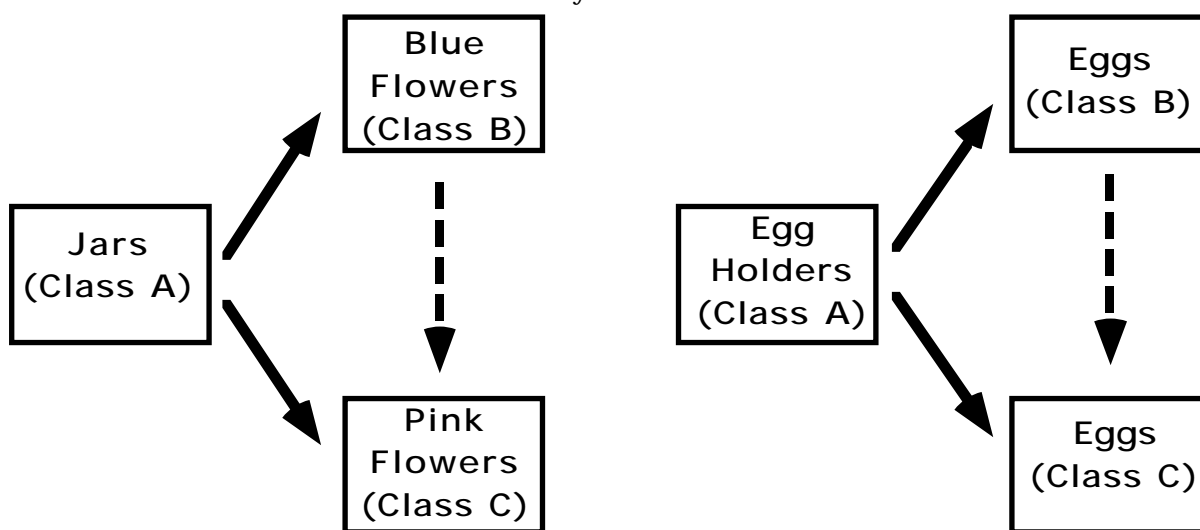 Blue
Flowers
(Class B)
Jars
(Class A)
Pink
Flowers
(Class C)
Eggs
(Class B)
Egg
Holders
(Class A)
Eggs
(Class C)